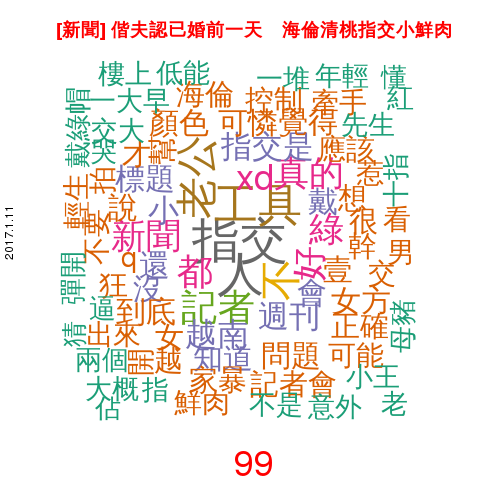 [新聞] 偕夫認已婚前一天 海倫清桃指交小鮮肉
樓上 低能 一堆 年輕 懂
戴綠帽 一大早 海倫 控制 牽手 紅
交大 顏色 可憐 覺得 先生
哭 才 幫 老公 指交是 應該 惹 十指
輕生 拍 標題 xd 真的
不要 說 小 工具 戴 想 很 看
2017.1.11
新聞 指交 綠 幹 男
q 還 都 人 不 好 壹 交
彈開 狂 沒 會
逼 到底 記者 週刊 女方 母豬
猜 出來 女 越南 正確
兩個 開 越 知道 問題 可能
大概 指 家暴 記者會 小王
估 鮮肉 不是 意外 老
99